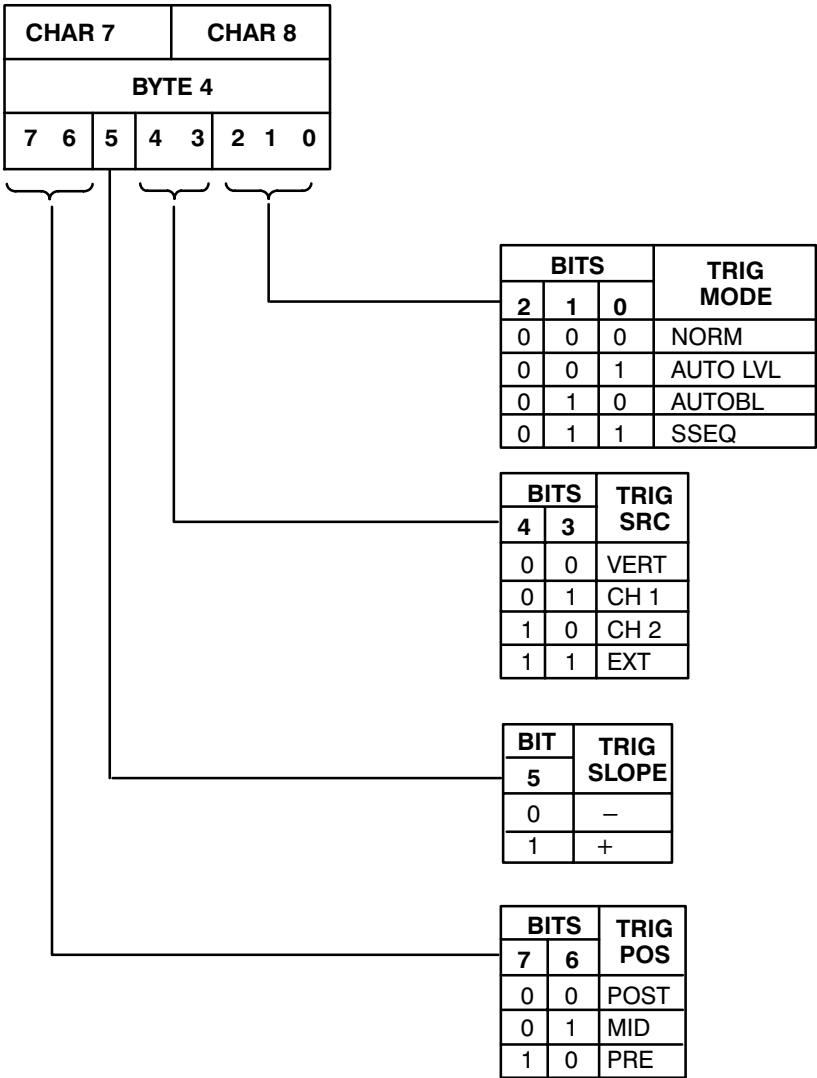 CHAR 7 CHAR 8
BYTE 4
7 6 5 4 3 2 1 0
BITS TRIG MODE
2 1 0
0 0 0 NORM
0 0 1 AUTO LVL
0 1 0 AUTOBL
0 1 1 SSEQ
BITS TRIG SRC
4 3
0 0 VERT
0 1 CH 1
1 0 CH 2
1 1 EXT
BIT TRIG SLOPE
5
0 –
1 +
BITS TRIG POS
7 6
0 0 POST
0 1 MID
1 0 PRE